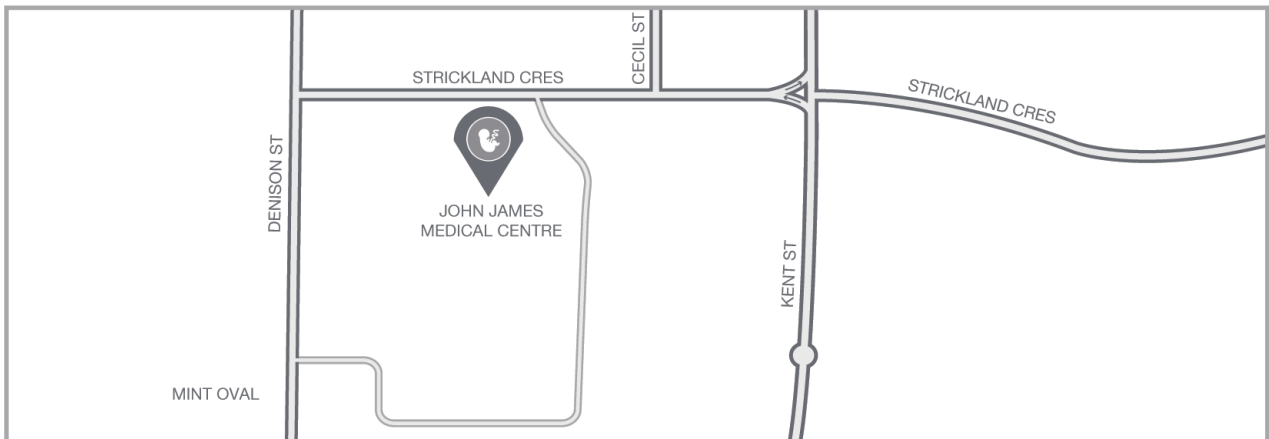 CECIL ST
STRICKLAND CRES
STRICKLAND CRES
DENISON ST
JOHN JAMES
MEDICAL CENTRE
KENT ST
MINT OVAL